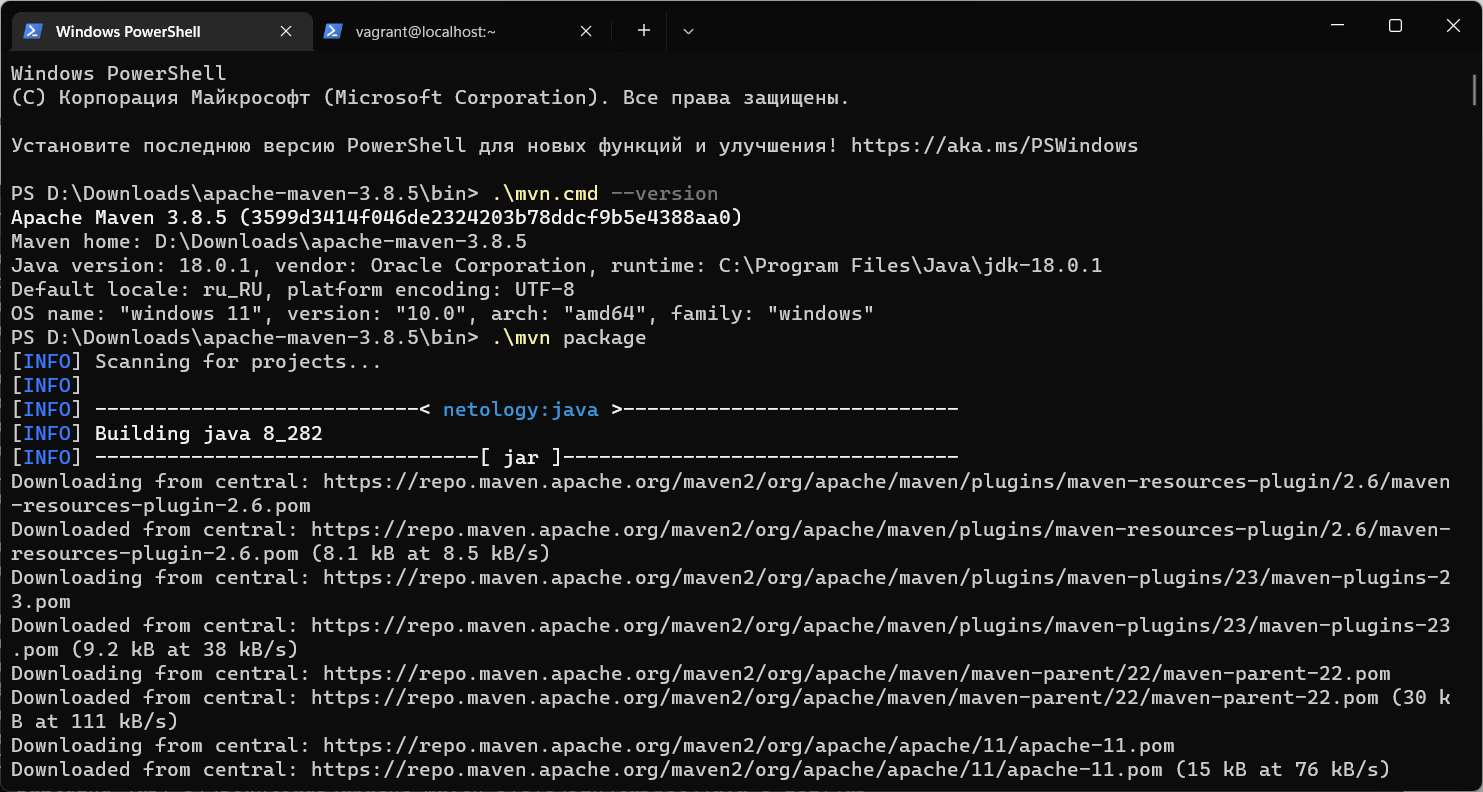 Windows PowerShell
vagrant@localhost:~
Windows PowerShell
(C) Корпорация Майкрософт (Microsoft Corporation). Все права защищены.
Установите последнюю версию PowerShell для новых функций и улучшения! https://aka.ms/PSWindows
PS D:\Downloads\apache-maven-3.8.5\bin> .\mvn.cmd --version
Apache Maven 3.8.5 (3599d3414f046de2324203b78ddcf9b5e4388aa0)
Maven home: D:\Downloads\apache-maven-3.8.5
Java version: 18.0.1, vendor: Oracle Corporation, runtime: C:\Program Files\Java\jdk-18.0.1
Default locale: ru_RU, platform encoding: UTF-8
OS name: "windows 11", version: "10.0", arch: "amd64", family: "windows"
PS D:\Downloads\apache-maven-3.8.5\bin> .\mvn package
[INFO] Scanning for projects...
[INFO]
[INFO] ---------------------------< netology:java >----------------------------
[INFO] Building java 8_282
[INFO] --------------------------------[ jar ]---------------------------------
Downloading from central: https://repo.maven.apache.org/maven2/org/apache/maven/plugins/maven-resources-plugin/2.6/maven
-resources-plugin-2.6.pom
Downloaded from central: https://repo.maven.apache.org/maven2/org/apache/maven/plugins/maven-resources-plugin/2.6/maven-
resources-plugin-2.6.pom (8.1 kB at 8.5 kB/s)
Downloading from central: https://repo.maven.apache.org/maven2/org/apache/maven/plugins/maven-plugins/23/maven-plugins-2
3.pom
Downloaded from central: https://repo.maven.apache.org/maven2/org/apache/maven/plugins/maven-plugins/23/maven-plugins-23
.pom (9.2 kB at 38 kB/s)
Downloading from central: https://repo.maven.apache.org/maven2/org/apache/maven/maven-parent/22/maven-parent-22.pom
Downloaded from central: https://repo.maven.apache.org/maven2/org/apache/maven/maven-parent/22/maven-parent-22.pom (30 k
B at 111 kB/s)
Downloading from central: https://repo.maven.apache.org/maven2/org/apache/apache/11/apache-11.pom
Downloaded from central: https://repo.maven.apache.org/maven2/org/apache/apache/11/apache-11.pom (15 kB at 76 kB/s)